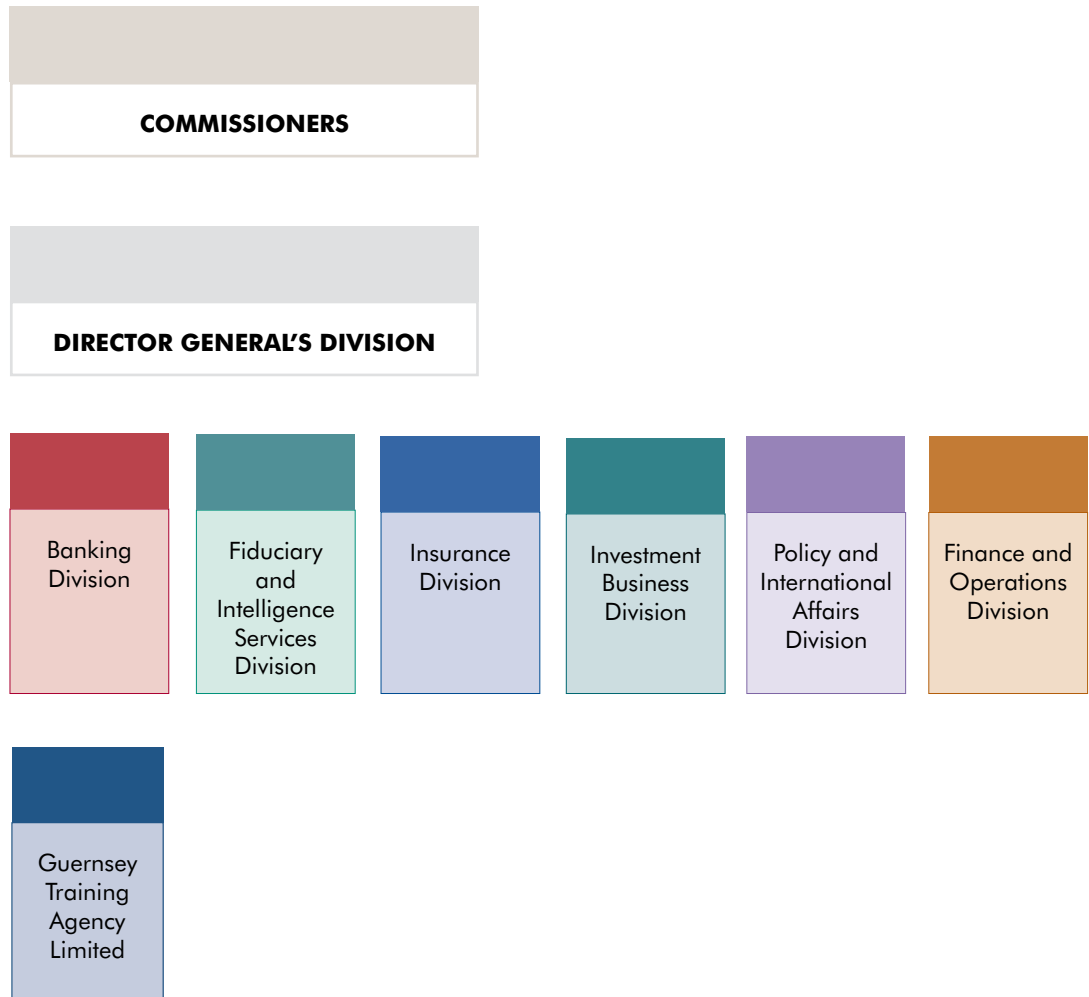 COMMISSIONERS
DIRECTOR GENERAL'S DIVISION
Banking
Division
Fiduciary
and
Intelligence
Services
Division
Insurance
Division
Investment
Business
Division
Policy and
International
Affairs
Division
Finance and
Operations
Division
Guernsey
Training
Agency
Limited